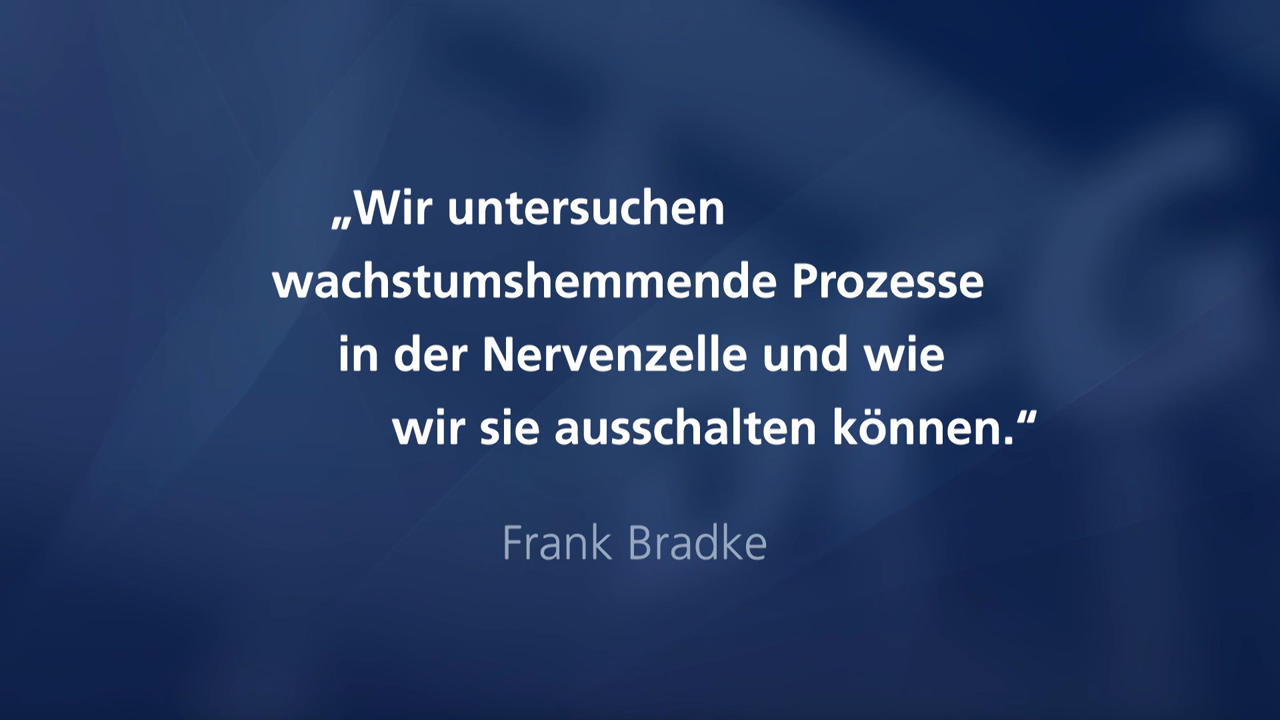 „Wir untersuchen
wachstumshemmende Prozesse
in der Nervenzelle und wie
wir sie ausschalten können.“
Frank Bradke